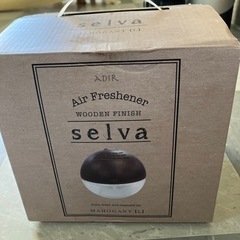 selva
ADIR
Air Freshener
WOODEN FINISH
selva
MAHOGANY